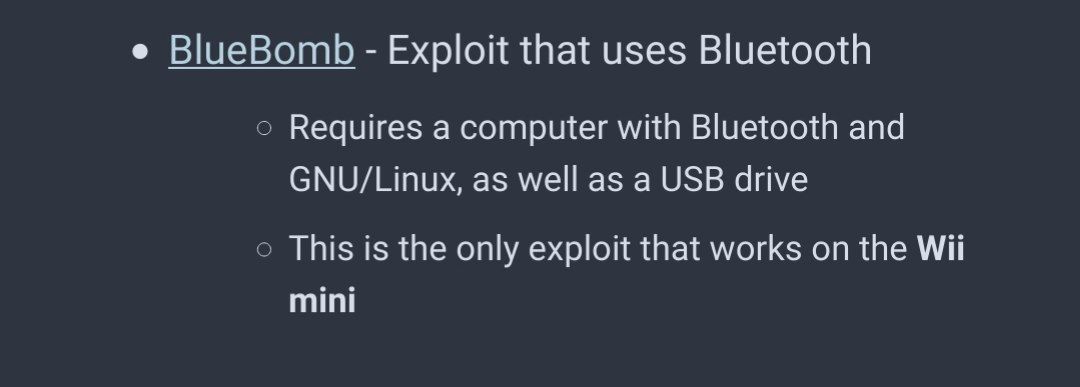 • BlueBomb - Exploit that uses Bluetooth
○ Requires a computer with Bluetooth and
GNU/Linux, as well as a USB drive
○ This is the only exploit that works on the Wii
mini